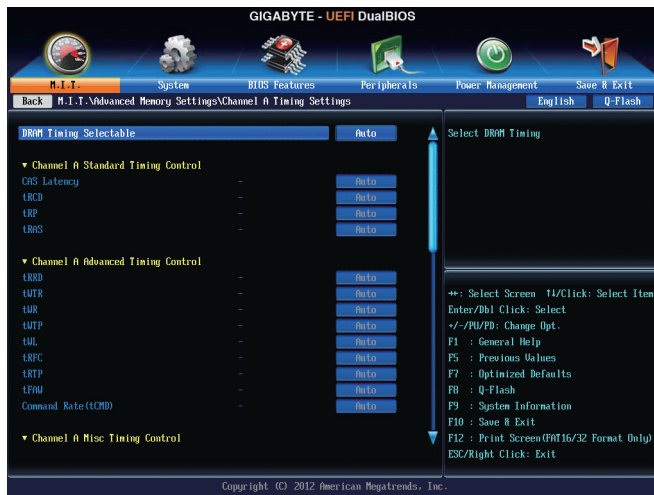 GIGABYTE - UEFI DualBIOS
M.I.T.
System
BIOS Features
Peripherals
Power Management
Save & Exit
Back M.I.T.\Advanced Memory Settings\Channel A Timing Settings
English
Q-Flash
DRAM Timing Selectable Auto
Select DRAM Timing
▼ Channel A Standard Timing Control
CAS Latency - Auto
tRCD - Auto
tRP - Auto
tRAS - Auto
▼ Channel A Advanced Timing Control
tRRD - Auto
tWTR - Auto
tWR - Auto
tWTP - Auto
tWL - Auto
tRFC - Auto
tRTP - Auto
tFAW - Auto
Command Rate(tCMD) - Auto
▼ Channel A Misc Timing Control
→←: Select Screen ↑↓/Click: Select Item
Enter/Dbl Click: Select
+/-/PU/PD: Change Opt.
F1 : General Help
F5 : Previous Values
F7 : Optimized Defaults
F8 : Q-Flash
F9 : System Information
F10 : Save & Exit
F12 : Print Screen(FAT16/32 Format Only)
ESC/Right Click: Exit
Copyright (C) 2012 American Megatrends, Inc.